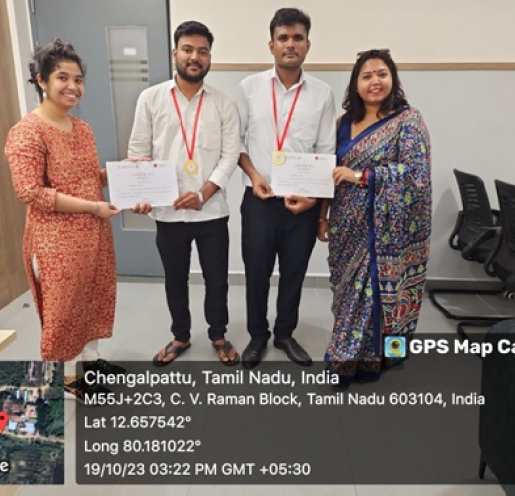 GPS Map Ca
Chengalpattu, Tamil Nadu, India
M55J+2C3, C. V. Raman Block, Tamil Nadu 603104, India
Lat 12.657542°
Long 80.181022°
19/10/23 03:22 PM GMT +05:30